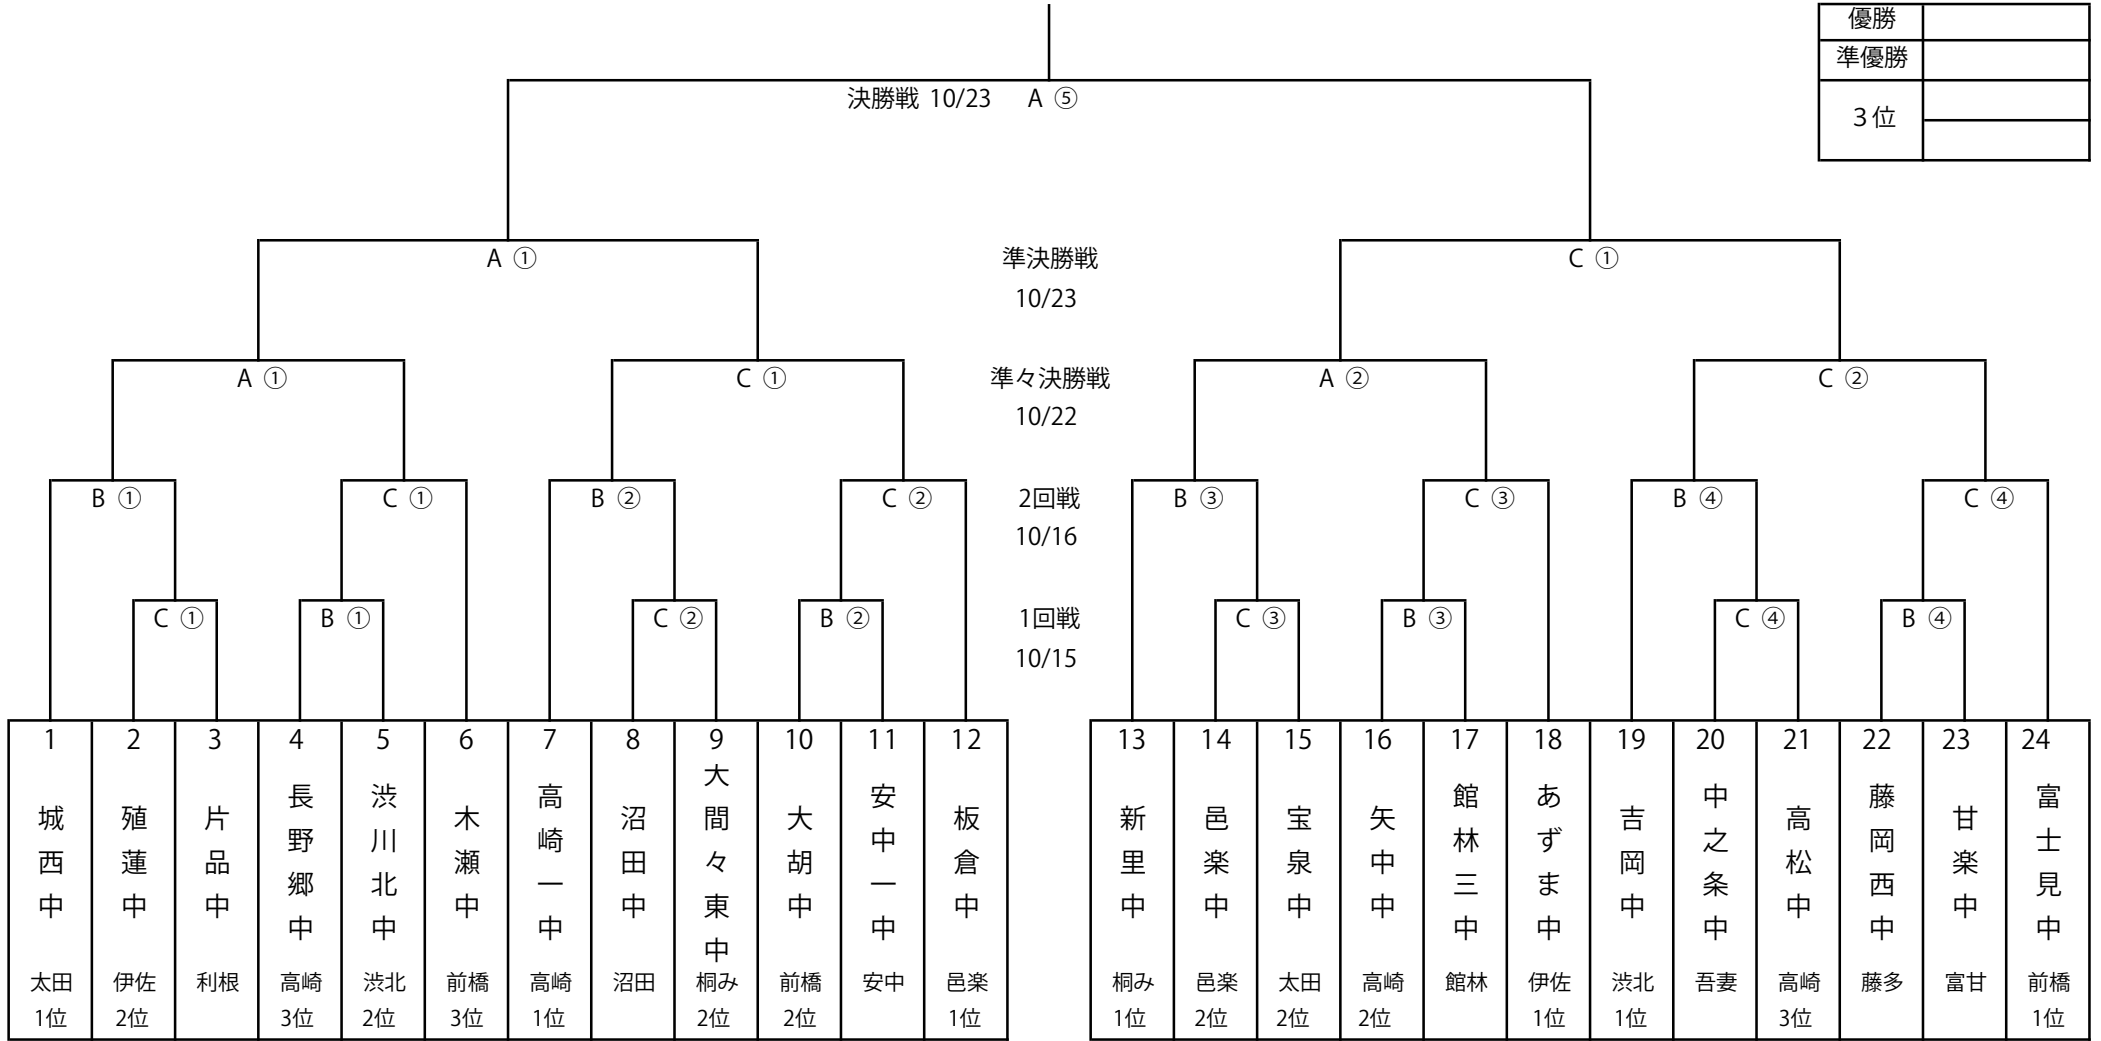 優勝
準優勝
３位
決勝戦 10/23 A ⑤
A ① 準決勝戦 C ①
10/23
A ① C ① 準々決勝戦 A ② C ②
10/22
B ① C ① B ② C ② 2回戦 B ③ C ③ B ④ C ④
10/16
C ① B ① C ② B ② 1回戦 C ③ B ③ C ④ B ④
10/15
1 城西中 太田 1位
2 殖蓮中 伊佐 2位
3 片品中 利根
4 長野郷中 高崎 3位
5 渋川北中 渋北 2位
6 木瀬中 前橋 3位
7 高崎一中 高崎 1位
8 沼田中 沼田
9 大間々東中 桐み 2位
10 大胡中 前橋 2位
11 安中一中 安中
12 板倉中 邑楽 1位
13 新里中 桐み 1位
14 邑楽中 邑楽 2位
15 宝泉中 太田 2位
16 矢中中 高崎 2位
17 館林三中 館林
18 あずま中 伊佐 1位
19 吉岡中 渋北 1位
20 中之条中 吾妻
21 高松中 高崎 3位
22 藤岡西中 藤多
23 甘楽中 富甘
24 富士見中 前橋 1位